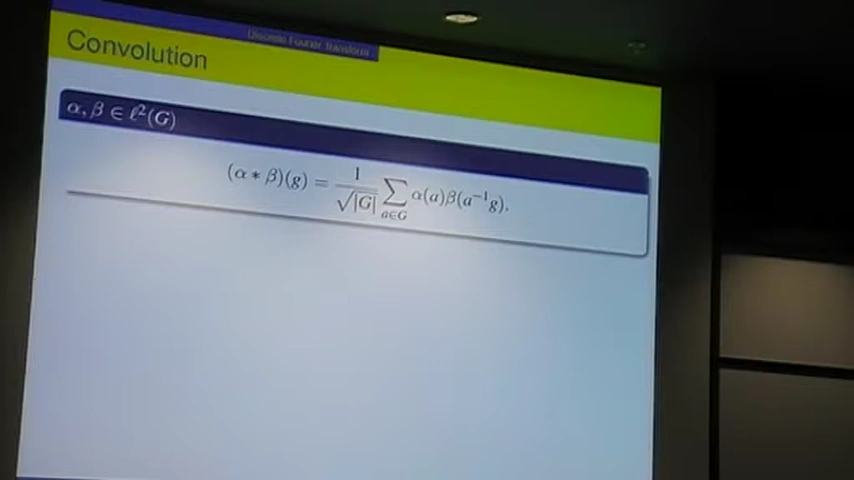 Discrete Fourier Transform
Convolution
α, β ∈ ℓ²(G)
(α ∗ β)(g) = 1/√|G| ∑_{a∈G} α(a)β(a⁻¹g).